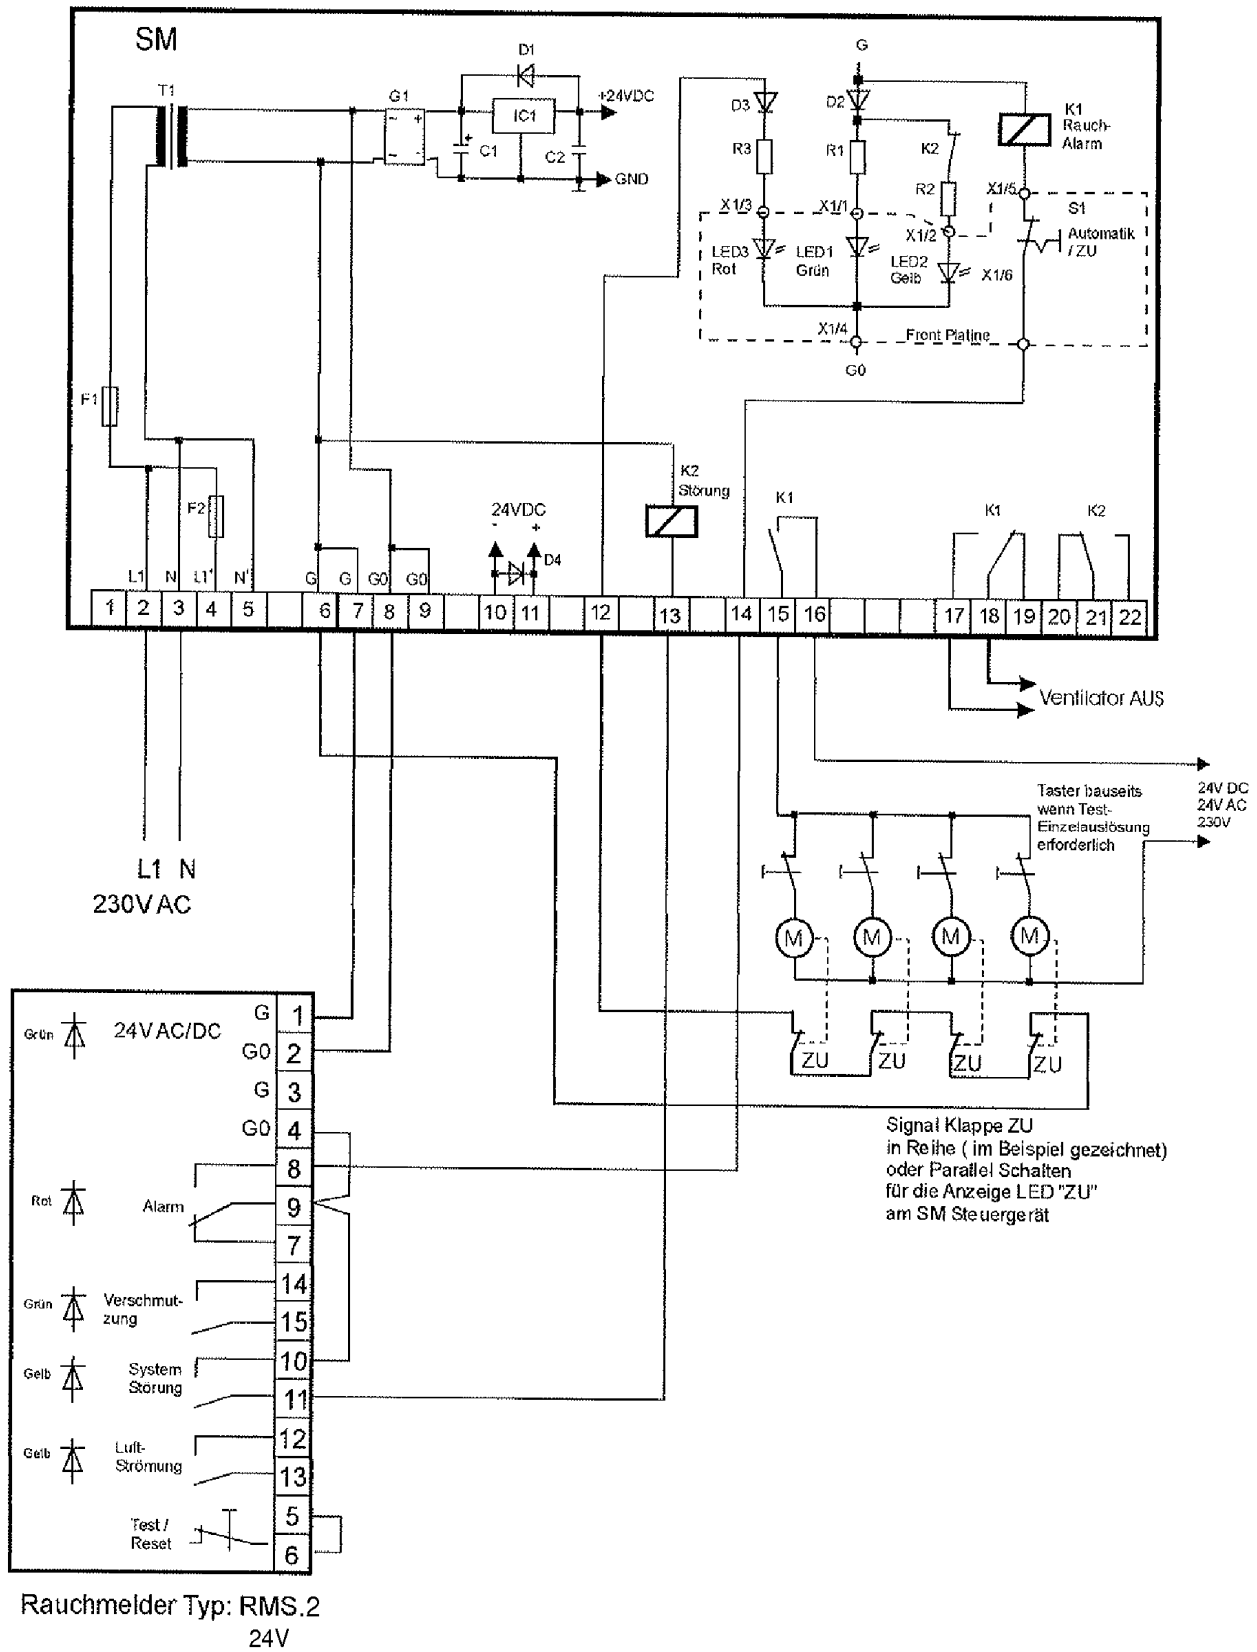 SM
T1
G1
D1
IC1
+24VDC
C1
C2
GND
G
D3
D2
K1
Rauch-
Alarm
R3
R1
K2
R2
X1/3
X1/1
X1/2
X1/5
S1
Automatik
/ ZU
LED3
Rot
LED1
Grün
LED2
Gelb
X1/6
X1/4
Front Platine
G0
F1
F2
K2
Störung
24VDC
- +
D4
K1
K1
K2
L1 N L1' N'
G G G0 G0
1 2 3 4 5 6 7 8 9 10 11 12 13 14 15 16 17 18 19 20 21 22
Ventilator AUS
24V DC
24V AC
230V
Taster bauseits
wenn Test-
Einzelauslösung
erforderlich
L1 N
230V AC
M M M M
ZU ZU ZU ZU
Signal Klappe ZU
in Reihe ( im Beispiel gezeichnet)
oder Parallel Schalten
für die Anzeige LED "ZU"
am SM Steuergerät
Grün 24V AC/DC G 1
G0 2
G 3
G0 4
8
Rot Alarm 9
7
14
Grün Verschmut-
zung 15
10
Gelb System
Störung 11
12
Gelb Luft-
Strömung 13
5
Test /
Reset 6
Rauchmelder Typ: RMS.2
24V